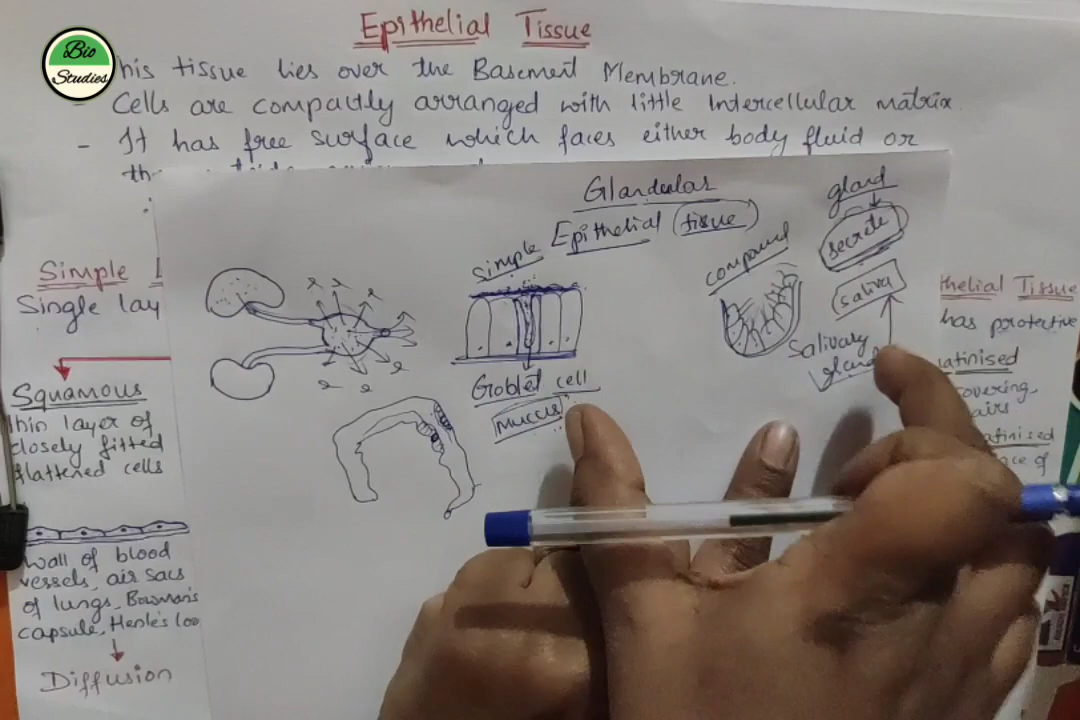 Epithelial Tissue
Bio
Studies
his tissue lies over the Basement Membrane.
Cells are compactly arranged with little Intercellular matrix.
- It has free surface which faces either body fluid or
Glandular
Epithelial tissue
Simple
Goblet cell
Mucus
compound
gland
secrete
saliva
Salivary
gland
Simple
Single lay
Squamous
thin layer of
closely fitted
flattened cells
Wall of blood
vessels, air sacs
of lungs, Bowman's
capsule, Henle's loo
Diffusion
thelial Tissue
has protective
atinised
covering,
airs
atinised
ace of